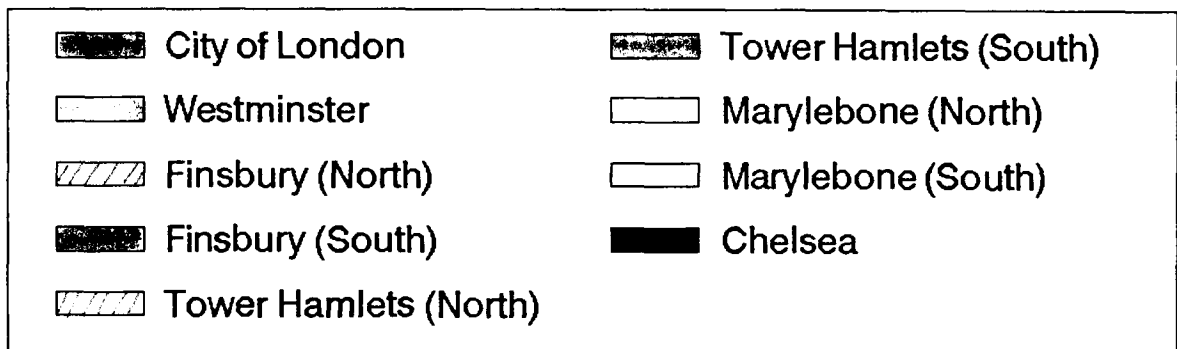 City of London
Westminster
Finsbury (North)
Finsbury (South)
Tower Hamlets (North)
Tower Hamlets (South)
Marylebone (North)
Marylebone (South)
Chelsea